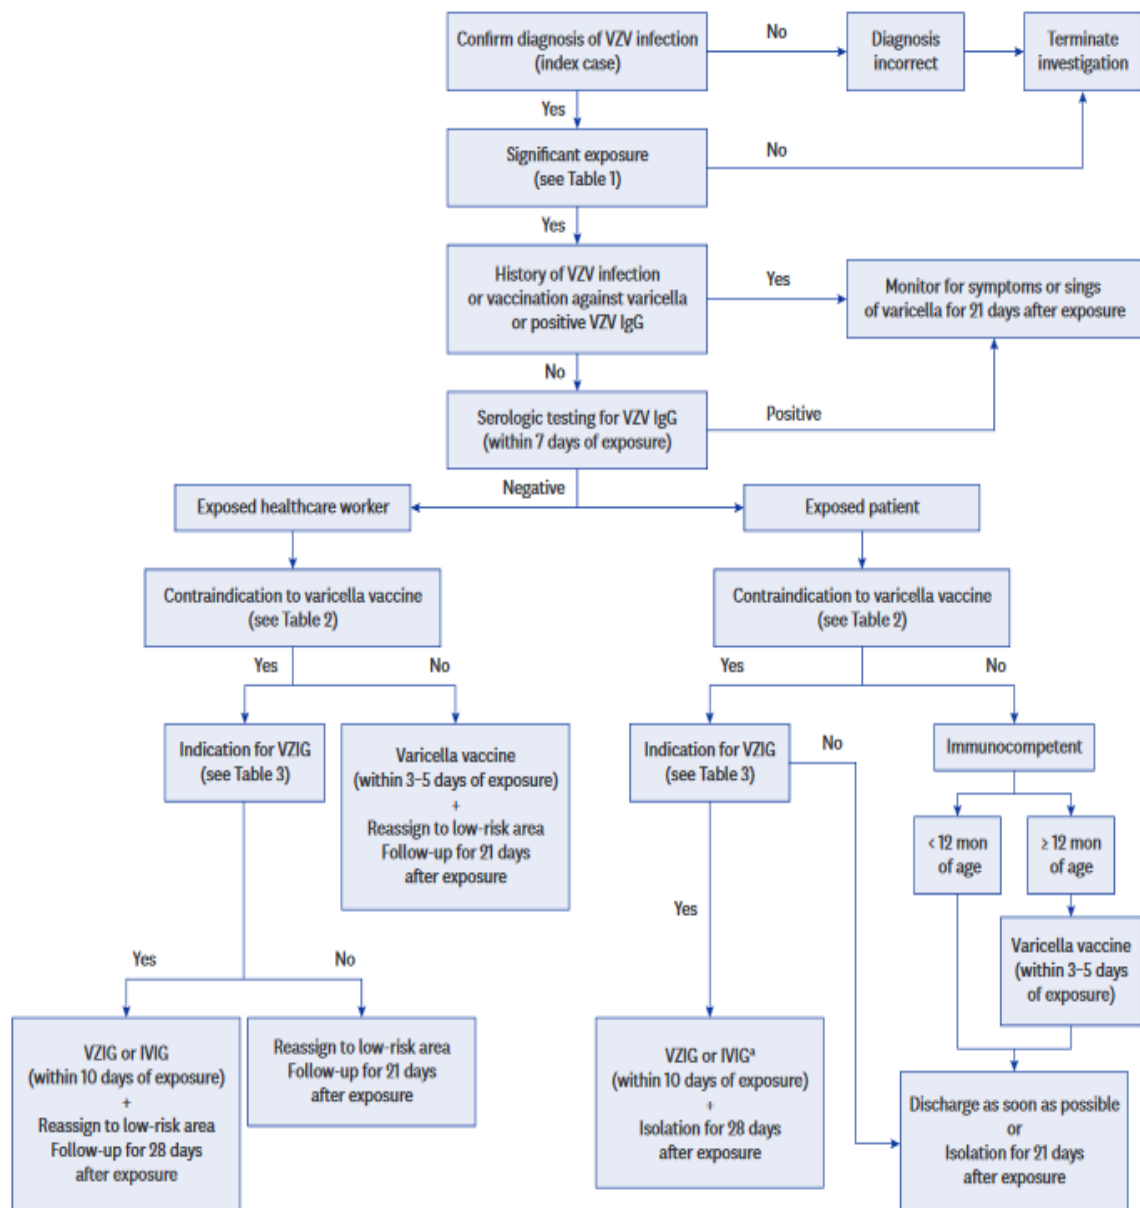 Confirm diagnosis of VZV infection
(index case)
No
Diagnosis
incorrect
Terminate
investigation
Yes
Significant exposure
(see Table 1)
No
Yes
History of VZV infection
or vaccination against varicella
or positive VZV IgG
Yes
Monitor for symptoms or sings
of varicella for 21 days after exposure
No
Serologic testing for VZV IgG
(within 7 days of exposure)
Positive
Negative
Exposed healthcare worker
Exposed patient
Contraindication to varicella vaccine
(see Table 2)
Contraindication to varicella vaccine
(see Table 2)
Yes
No
Yes
No
Indication for VZIG
(see Table 3)
Varicella vaccine
(within 3–5 days of exposure)
+
Reassign to low-risk area
Follow-up for 21 days
after exposure
Indication for VZIG
(see Table 3)
No
Immunocompetent
< 12 mon
of age
≥ 12 mon
of age
Yes
Varicella vaccine
(within 3–5 days
of exposure)
Yes
No
VZIG or IVIG
(within 10 days of exposure)
+
Reassign to low-risk area
Follow-up for 28 days
after exposure
Reassign to low-risk area
Follow-up for 21 days
after exposure
VZIG or IVIGª
(within 10 days of exposure)
+
Isolation for 28 days
after exposure
Discharge as soon as possible
or
Isolation for 21 days
after exposure